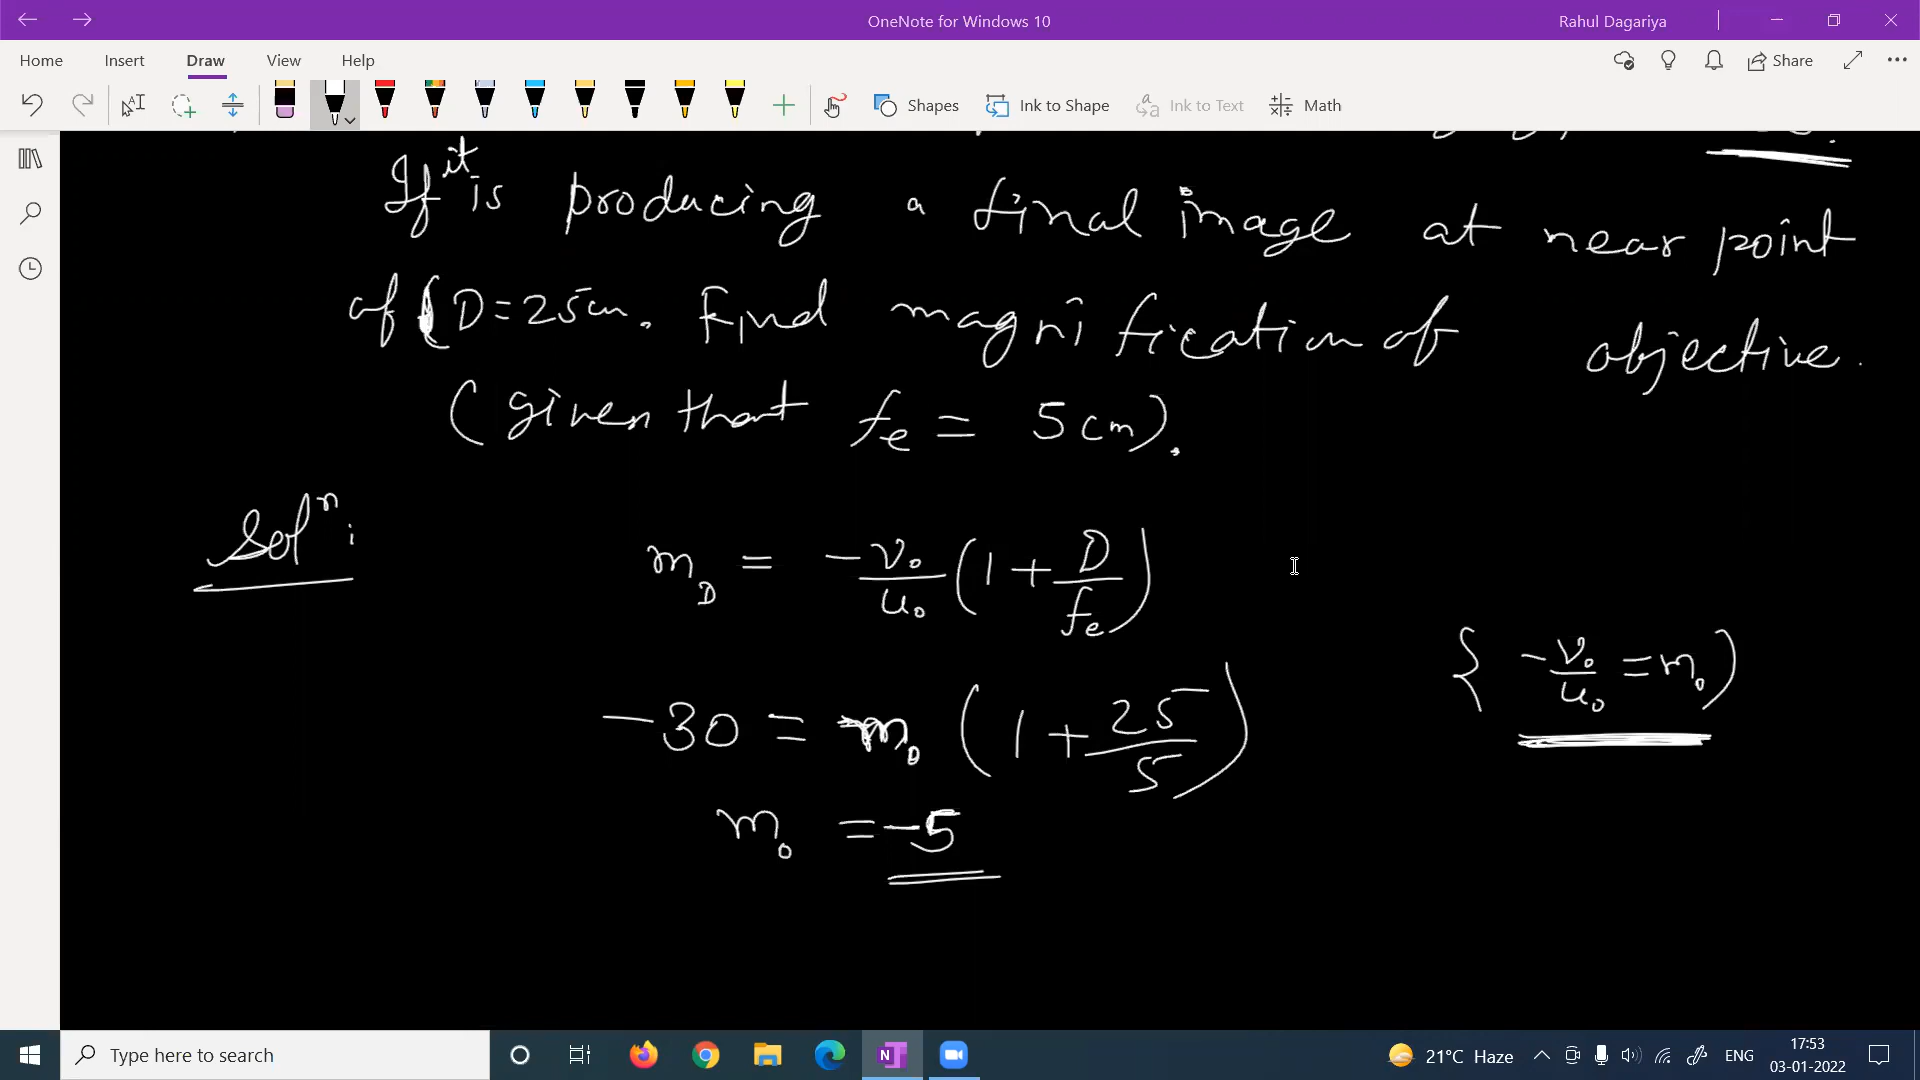 OneNote for Windows 10
Rahul Dagariya
Home Insert Draw View Help
Share
Shapes Ink to Shape Ink to Text Math
If it is producing a final image at near point
of D = 25cm. Find magnification of objective.
(given that fe = 5cm).
Solⁿ:
m_D = -v₀/u₀ (1 + D/fe)
{ -v₀/u₀ = m₀ )
-30 = m₀ (1 + 25/5)
m₀ = -5
Type here to search
N
21°C Haze
ENG
17:53
03-01-2022